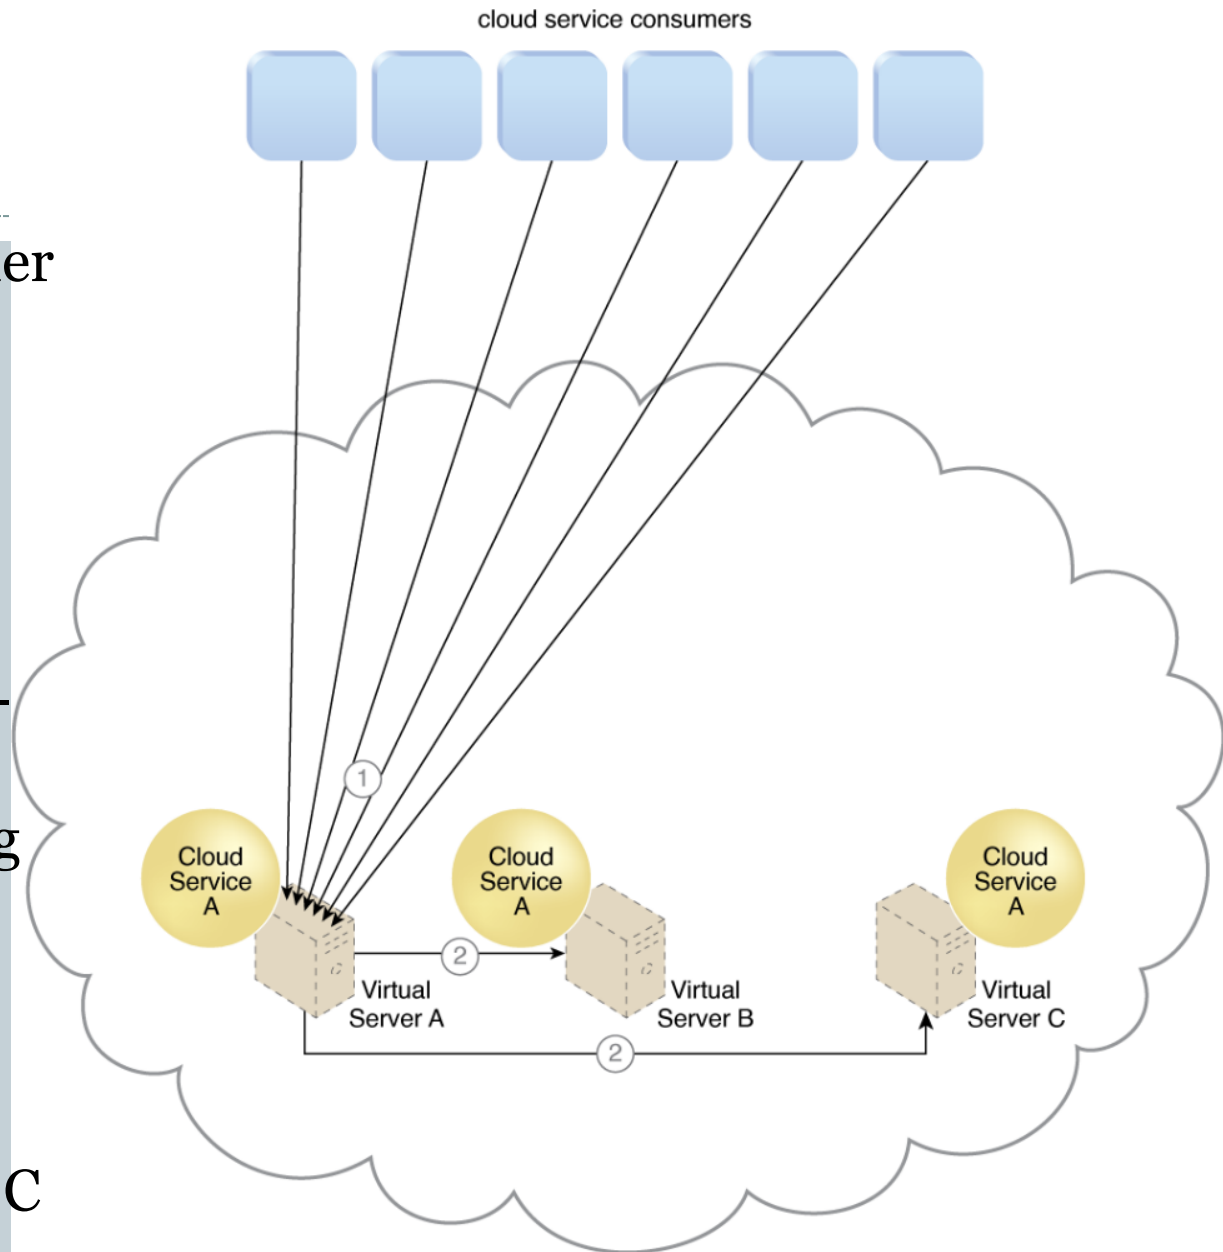 cloud service consumers
er
1
g
Cloud
Service
A
Cloud
Service
A
Cloud
Service
A
2
Virtual
Server A
Virtual
Server B
Virtual
Server C
2
C